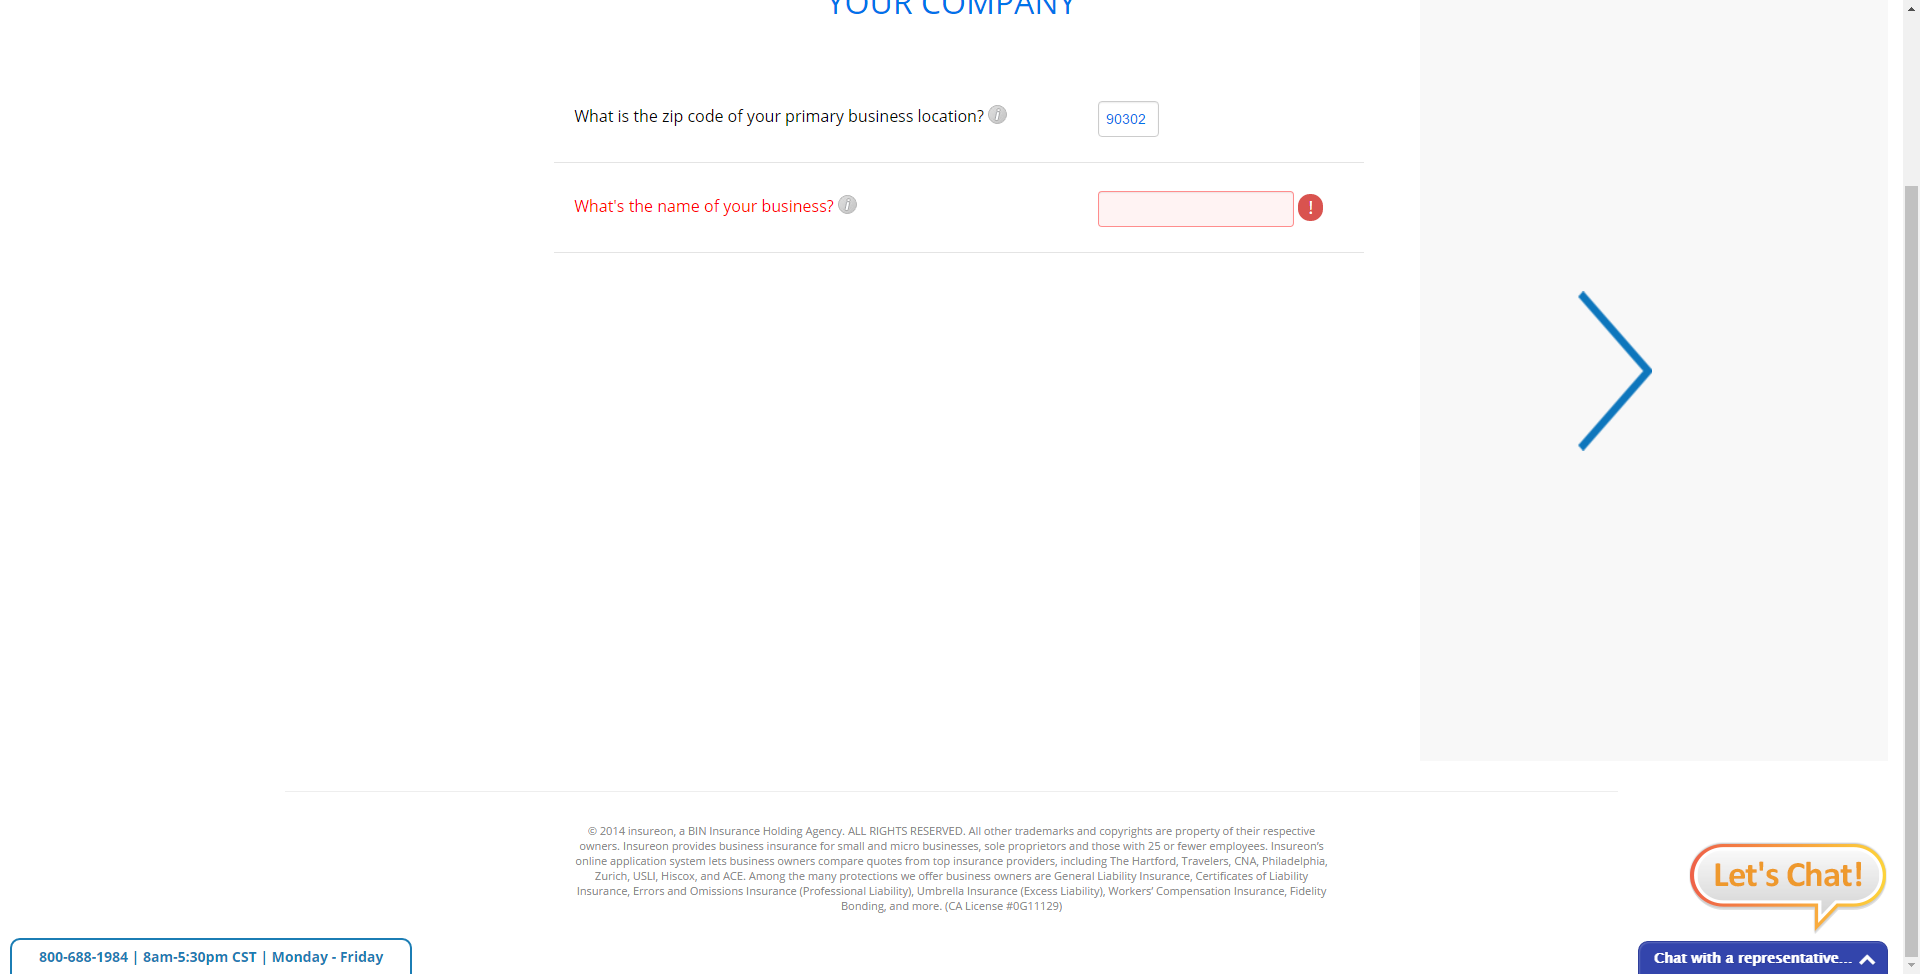 YOUR COMPANY
What is the zip code of your primary business location?
90302
What's the name of your business?
!
© 2014 insureon, a BIN Insurance Holding Agency. ALL RIGHTS RESERVED. All other trademarks and copyrights are property of their respective
owners. Insureon provides business insurance for small and micro businesses, sole proprietors and those with 25 or fewer employees. Insureon's
online application system lets business owners compare quotes from top insurance providers, including The Hartford, Travelers, CNA, Philadelphia,
Zurich, USLI, Hiscox, and ACE. Among the many protections we offer business owners are General Liability Insurance, Certificates of Liability
Insurance, Errors and Omissions Insurance (Professional Liability), Umbrella Insurance (Excess Liability), Workers' Compensation Insurance, Fidelity
Bonding, and more. (CA License #0G11129)
Let's Chat!
800-688-1984 | 8am-5:30pm CST | Monday - Friday
Chat with a representative...